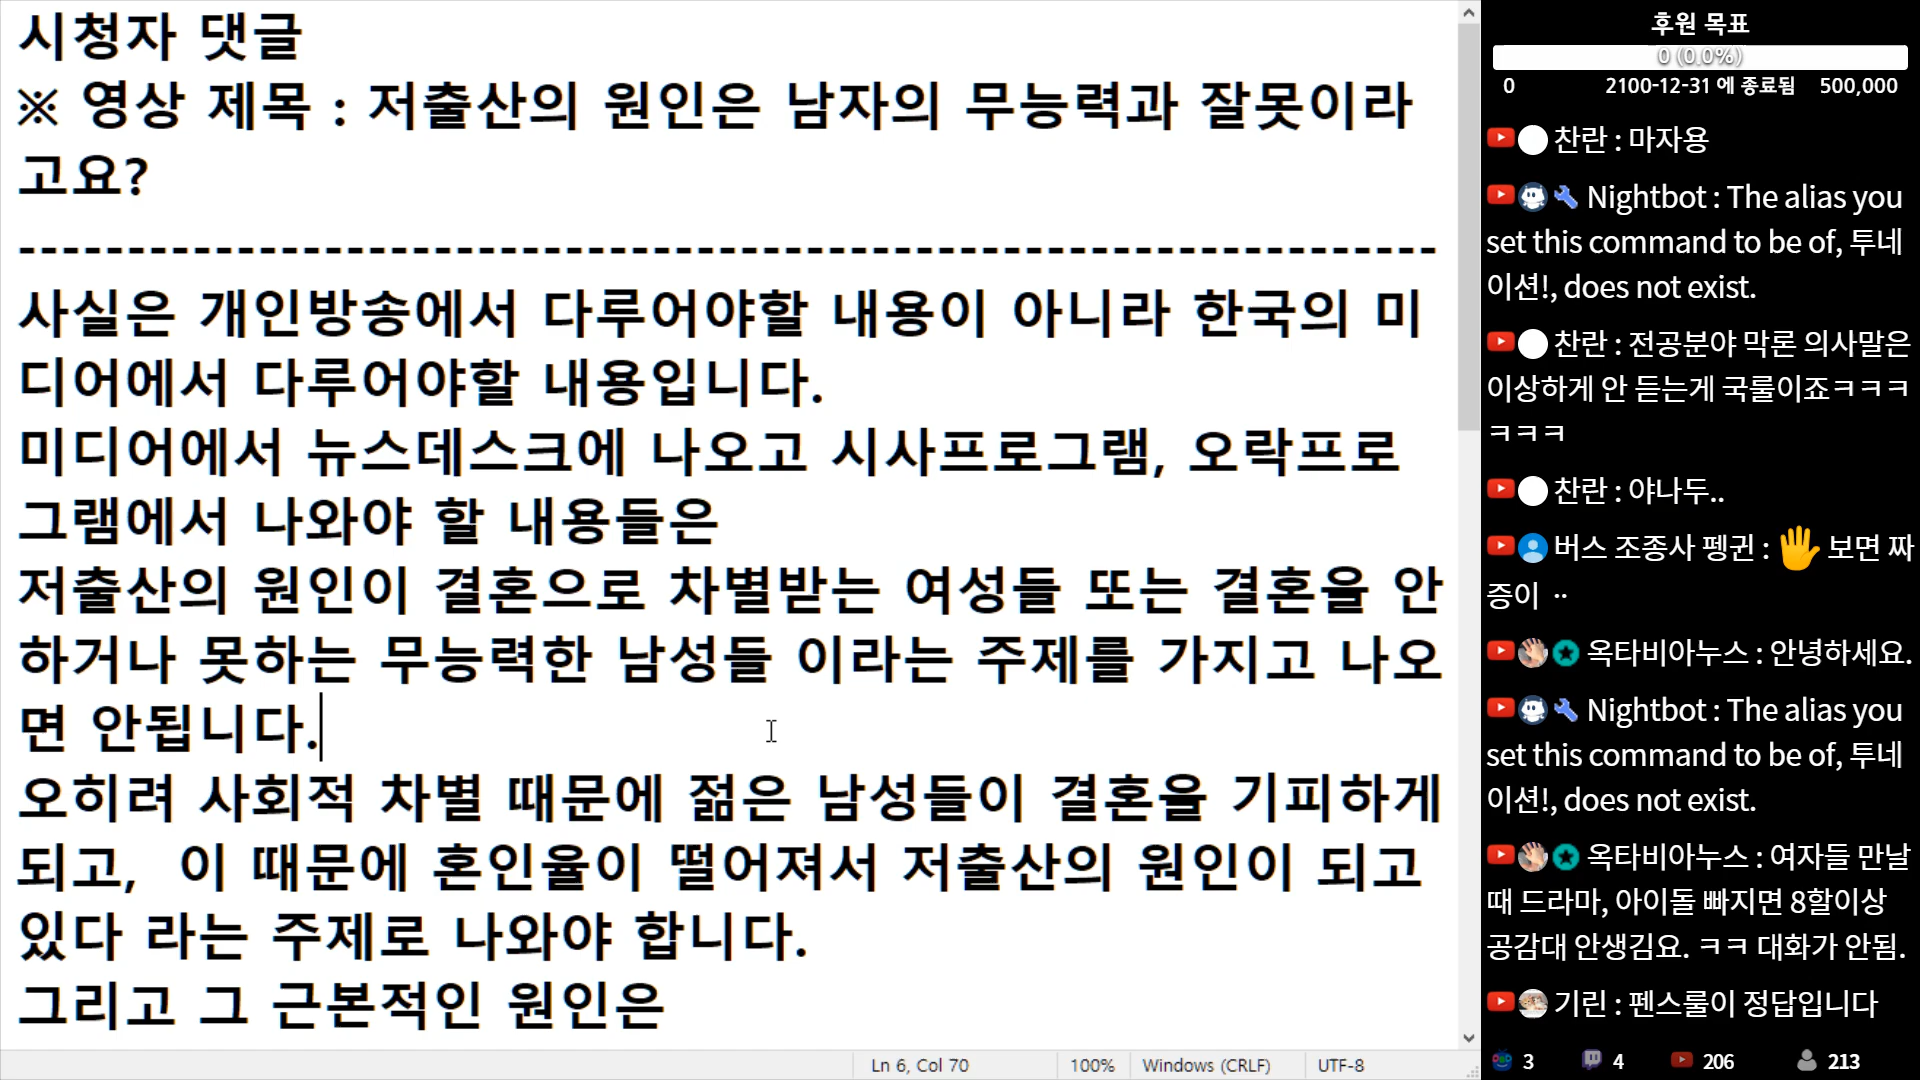 시청자 댓글
※ 영상 제목 : 저출산의 원인은 남자의 무능력과 잘못이라
고요?
------------------------------------------------------------------
사실은 개인방송에서 다루어야할 내용이 아니라 한국의 미
디어에서 다루어야할 내용입니다.
미디어에서 뉴스데스크에 나오고 시사프로그램, 오락프로
그램에서 나와야 할 내용들은
저출산의 원인이 결혼으로 차별받는 여성들 또는 결혼을 안
하거나 못하는 무능력한 남성들 이라는 주제를 가지고 나오
면 안됩니다.
오히려 사회적 차별 때문에 젊은 남성들이 결혼을 기피하게
되고,  이 때문에 혼인율이 떨어져서 저출산의 원인이 되고
있다 라는 주제로 나와야 합니다.
그리고 그 근본적인 원인은
Ln 6, Col 70
100%
Windows (CRLF)
UTF-8
후원 목표
0 (0.0%)
0 2100-12-31 에 종료됨 500,000
찬란 : 마자용
Nightbot : The alias you
set this command to be of, 투네
이션!, does not exist.
찬란 : 전공분야 막론 의사말은
이상하게 안 듣는게 국룰이죠ㅋㅋㅋ
ㅋㅋㅋ
찬란 : 야나두..
버스 조종사 펭귄 : 🖐 보면 짜
증이 ··
옥타비아누스 : 안녕하세요.
Nightbot : The alias you
set this command to be of, 투네
이션!, does not exist.
옥타비아누스 : 여자들 만날
때 드라마, 아이돌 빠지면 8할이상
공감대 안생김요. ㅋㅋ 대화가 안됨.
기린 : 펜스룰이 정답입니다
3 4 206 213